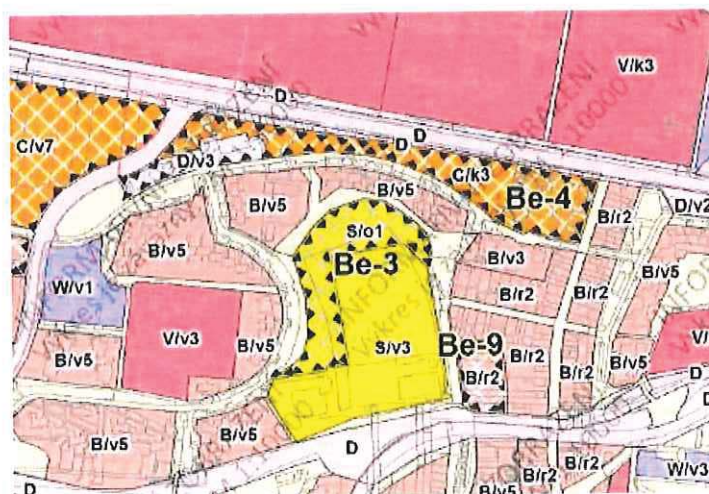 V/k3
D
D
D
C/v7
D/v3
C/k3
Be-4
B/v5
B/r2
D/v2
B/v5
S/o1
B/v5
B/v3
B/v5
Be-3
W/v1
B/r2
B/r2
V/v3
B/v5
S/v3
Be-9
B/v5
B/r2
B/r2
B/r2
B/v5
V/
D
B/v5
B/v5
D
D
B/v5
B/r2
B/r2
W/v3
D